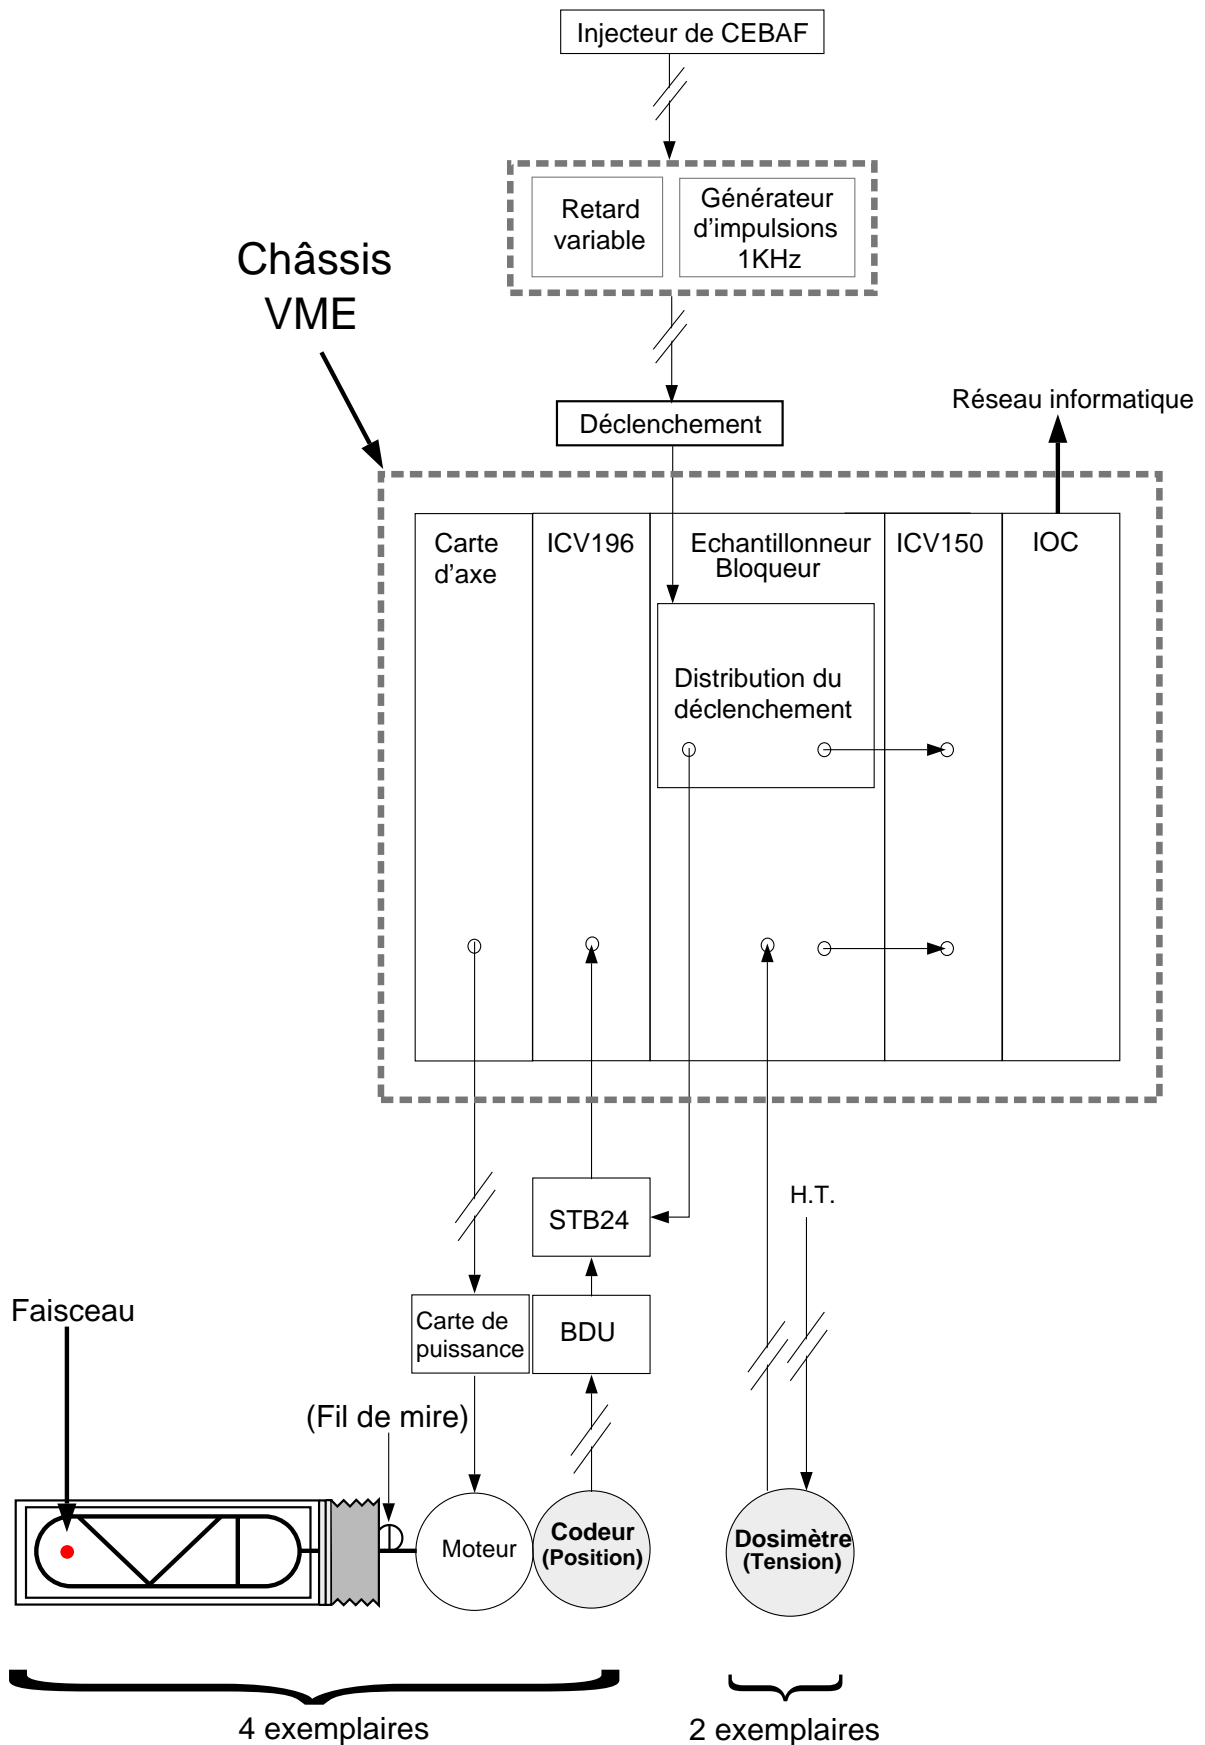 Injecteur de CEBAF
Retard
variable
Générateur
d'impulsions
1KHz
Châssis
VME
Déclenchement
Réseau informatique
Carte
d'axe
ICV196
Echantillonneur
Bloqueur
ICV150
IOC
Distribution du
déclenchement
STB24
H.T.
Faisceau
Carte de
puissance
BDU
(Fil de mire)
Moteur
Codeur
(Position)
Dosimètre
(Tension)
4 exemplaires
2 exemplaires